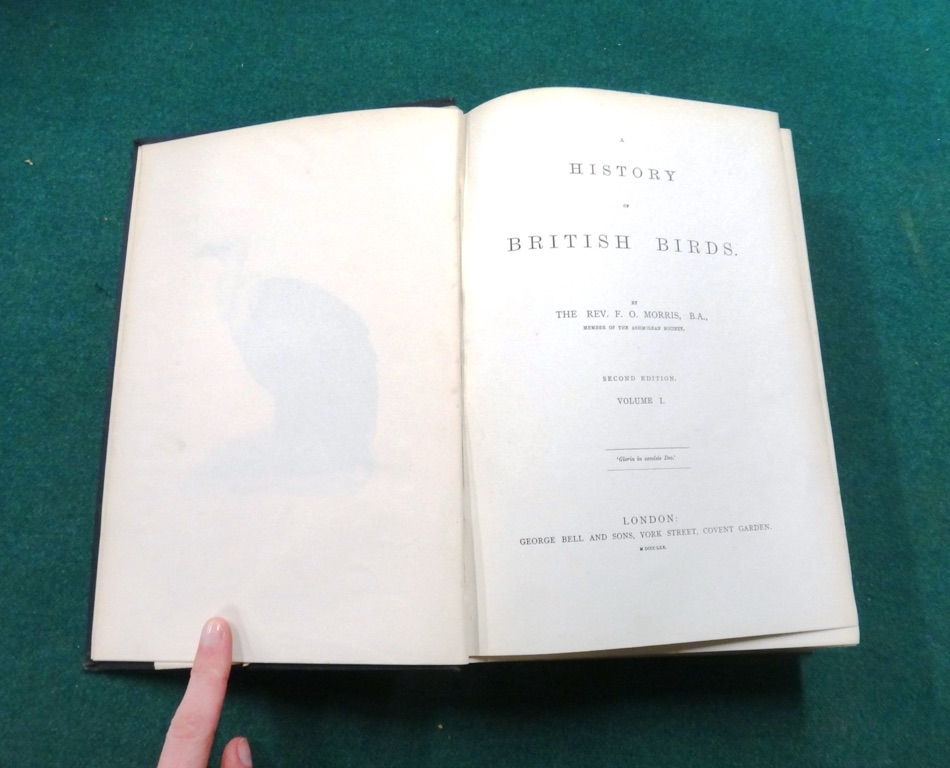 A
HISTORY
OF
BRITISH BIRDS.
BY
THE REV. F. O. MORRIS, B.A.,
MEMBER OF THE ASHMOLEAN SOCIETY.
SECOND EDITION.
VOLUME I.
'Gloria in excelsis Deo.'
LONDON:
GEORGE BELL AND SONS, YORK STREET, COVENT GARDEN.